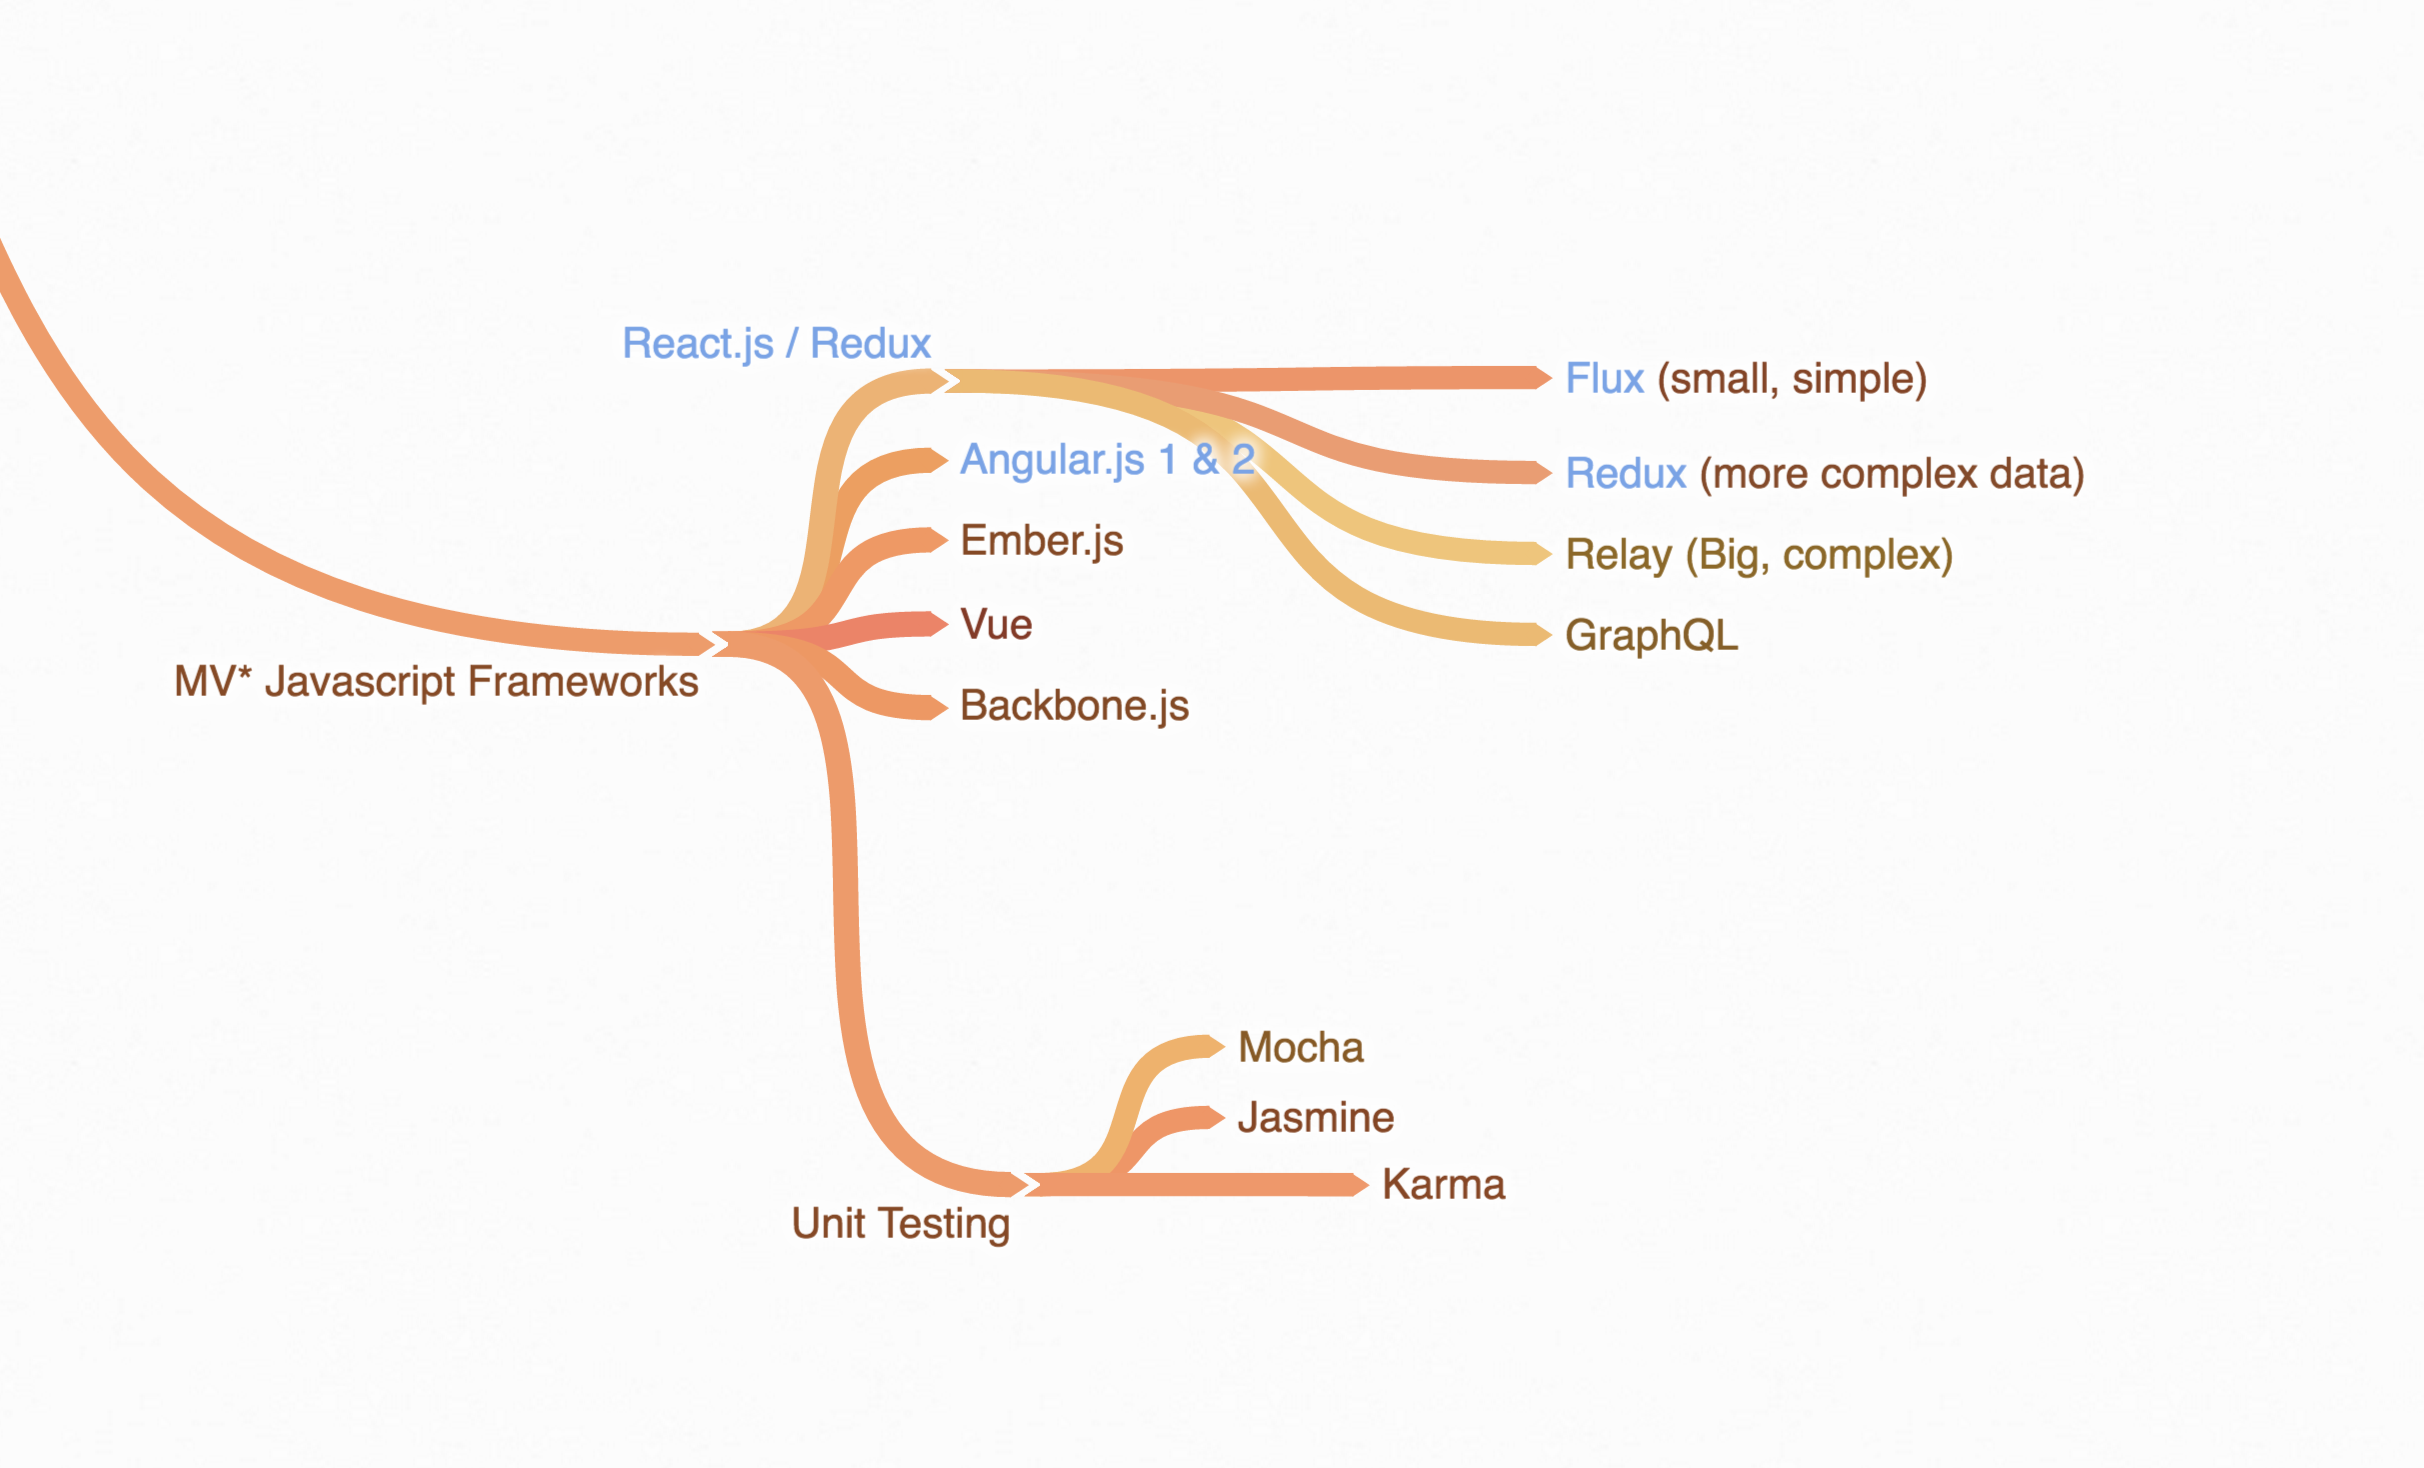 React.js / Redux
Flux (small, simple)
Angular.js 1 & 2
Redux (more complex data)
Ember.js
Relay (Big, complex)
Vue
GraphQL
MV* Javascript Frameworks
Backbone.js
Mocha
Jasmine
Karma
Unit Testing